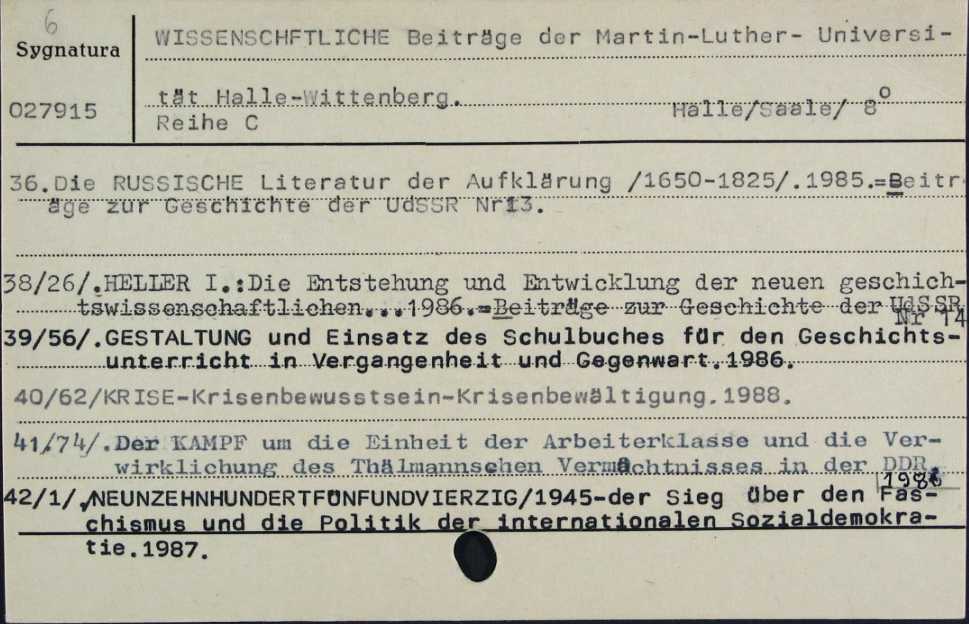 6
Sygnatura
027915
WISSENSCHFTLICHE Beiträge der Martin-Luther- Universi-
tät Halle-Wittenberg. Halle/Saale/ 8°
Reihe C
36.Die RUSSISCHE Literatur der Aufklärung /1650-1825/.1985.=Beitr
äge zur Geschichte der UdSSR Nr13.
38/26/.HELLER I.:Die Entstehung und Entwicklung der neuen geschich-
tswissenschaftlichen...1986.=Beiträge zur Geschichte der UdSSR
Nr 14
39/56/.GESTALTUNG und Einsatz des Schulbuches für den Geschichts-
unterricht in Vergangenheit und Gegenwart.1986.
40/62/KRISE-Krisenbewusstsein-Krisenbewältigung.1988.
41/74/.Der KAMPF um die Einheit der Arbeiterklasse und die Ver-
wirklichung des Thälmannschen Vermächtnisses in der DDR.
1986
42/1/,NEUNZEHNHUNDERTFÜNFUNDVIERZIG/1945-der Sieg über den Fas-
chismus und die Politik der internationalen Sozialdemokra-
tie.1987.